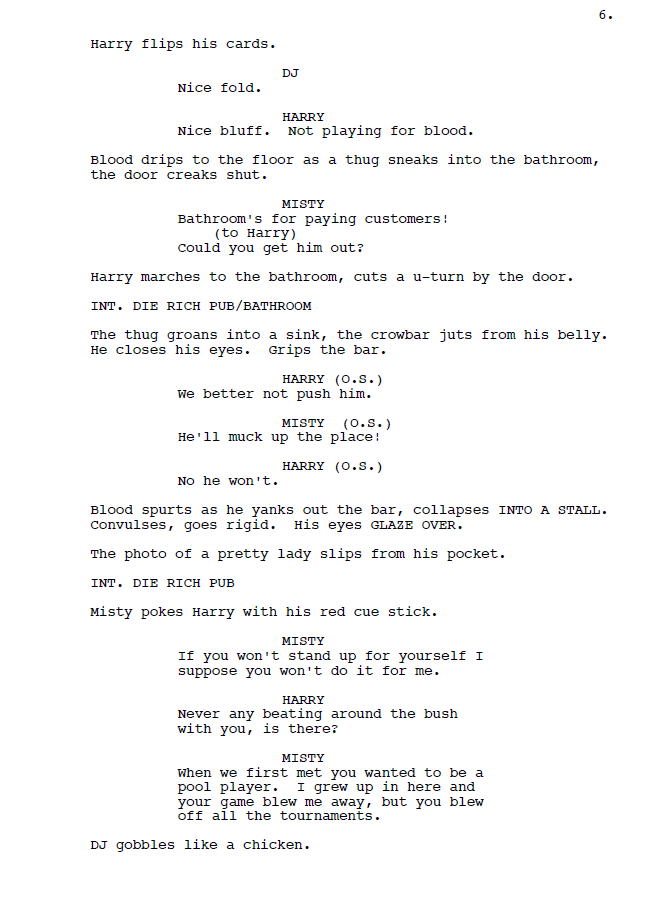 6.
Harry flips his cards.
DJ
Nice fold.
HARRY
Nice bluff.  Not playing for blood.
Blood drips to the floor as a thug sneaks into the bathroom,
the door creaks shut.
MISTY
Bathroom's for paying customers!
(to Harry)
Could you get him out?
Harry marches to the bathroom, cuts a u-turn by the door.
INT. DIE RICH PUB/BATHROOM
The thug groans into a sink, the crowbar juts from his belly.
He closes his eyes.  Grips the bar.
HARRY (O.S.)
We better not push him.
MISTY  (O.S.)
He'll muck up the place!
HARRY (O.S.)
No he won't.
Blood spurts as he yanks out the bar, collapses INTO A STALL.
Convulses, goes rigid.  His eyes GLAZE OVER.
The photo of a pretty lady slips from his pocket.
INT. DIE RICH PUB
Misty pokes Harry with his red cue stick.
MISTY
If you won't stand up for yourself I
suppose you won't do it for me.
HARRY
Never any beating around the bush
with you, is there?
MISTY
When we first met you wanted to be a
pool player.  I grew up in here and
your game blew me away, but you blew
off all the tournaments.
DJ gobbles like a chicken.